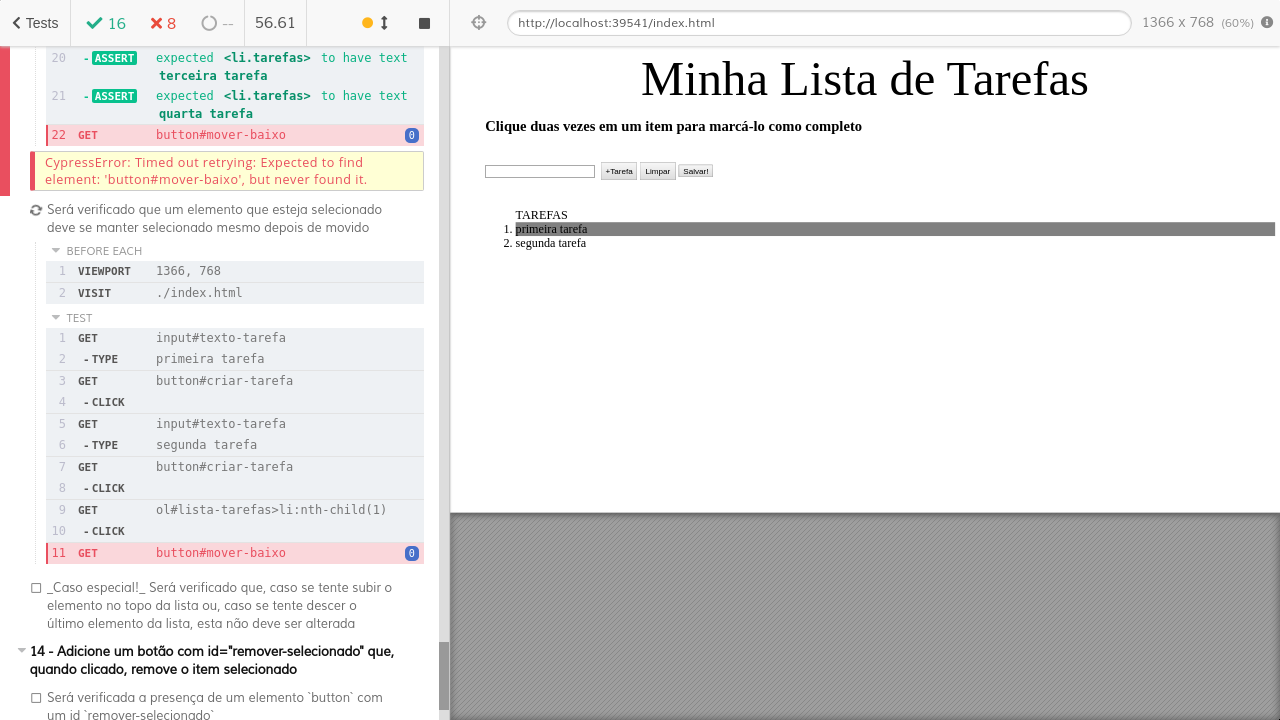 Tests 16 8 -- 56.61
http://localhost:39541/index.html 1366 x 768 (60%)
20 - ASSERT expected <li.tarefas> to have text
terceira tarefa
21 - ASSERT expected <li.tarefas> to have text
quarta tarefa
22 GET button#mover-baixo 0
CypressError: Timed out retrying: Expected to find
element: 'button#mover-baixo', but never found it.
Será verificado que um elemento que esteja selecionado
deve se manter selecionado mesmo depois de movido
BEFORE EACH
1 VIEWPORT 1366, 768
2 VISIT ./index.html
TEST
1 GET input#texto-tarefa
2 - TYPE primeira tarefa
3 GET button#criar-tarefa
4 - CLICK
5 GET input#texto-tarefa
6 - TYPE segunda tarefa
7 GET button#criar-tarefa
8 - CLICK
9 GET ol#lista-tarefas>li:nth-child(1)
10 - CLICK
11 GET button#mover-baixo 0
_Caso especial!_ Será verificado que, caso se tente subir o
elemento no topo da lista ou, caso se tente descer o
último elemento da lista, esta não deve ser alterada
14 - Adicione um botão com id="remover-selecionado" que,
quando clicado, remove o item selecionado
Será verificada a presença de um elemento `button` com
um id `remover-selecionado`
Minha Lista de Tarefas
Clique duas vezes em um item para marcá-lo como completo
+Tarefa Limpar Salvar!
TAREFAS
1. primeira tarefa
2. segunda tarefa